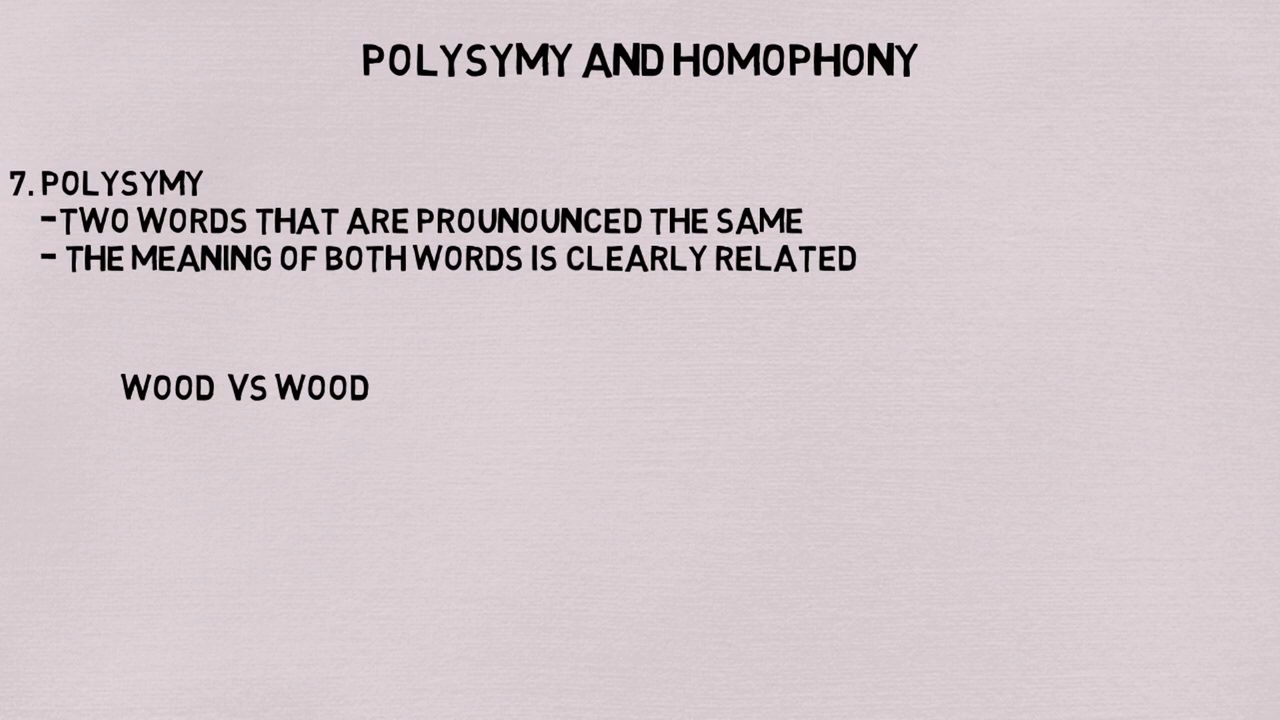 POLYSYMY AND HOMOPHONY
7. POLYSYMY
-TWO WORDS THAT ARE PROUNOUNCED THE SAME
- THE MEANING OF BOTH WORDS IS CLEARLY RELATED
WOOD VS WOOD